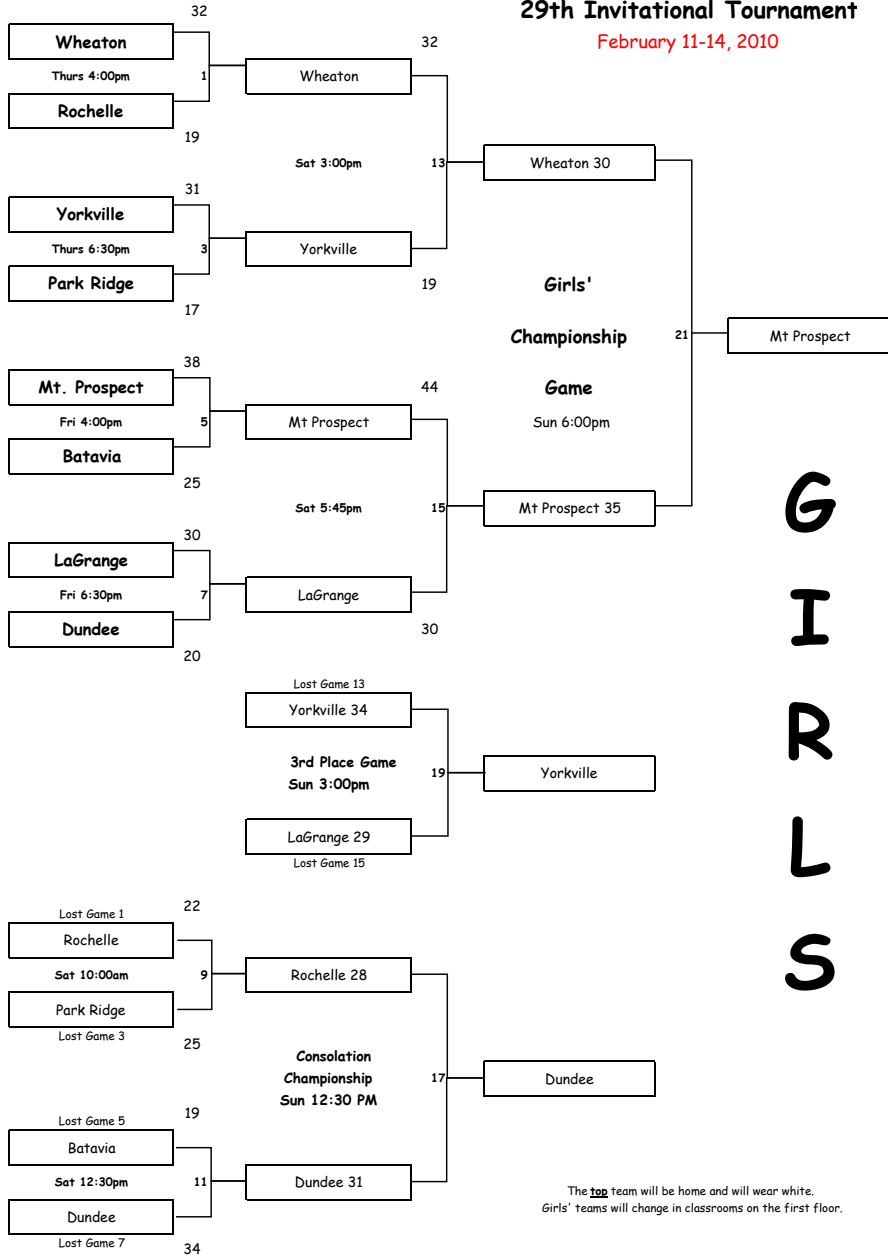 29th Invitational Tournament
February 11-14, 2010
32
Wheaton
Thurs 4:00pm
1
Rochelle
19
Wheaton
32
Sat 3:00pm
13
Wheaton 30
31
Yorkville
Thurs 6:30pm
3
Park Ridge
17
Yorkville
19
Girls'
Championship
Game
Sun 6:00pm
21
Mt Prospect
38
Mt. Prospect
Fri 4:00pm
5
Batavia
25
Mt Prospect
44
Sat 5:45pm
15
Mt Prospect 35
30
LaGrange
Fri 6:30pm
7
Dundee
20
LaGrange
30
G
I
R
L
S
Lost Game 13
Yorkville 34
3rd Place Game
Sun 3:00pm
19
Yorkville
LaGrange 29
Lost Game 15
22
Lost Game 1
Rochelle
Sat 10:00am
9
Park Ridge
Lost Game 3
25
Rochelle 28
Consolation
Championship
Sun 12:30 PM
17
Dundee
19
Lost Game 5
Batavia
Sat 12:30pm
11
Dundee
Lost Game 7
34
Dundee 31
The top team will be home and will wear white.
Girls' teams will change in classrooms on the first floor.